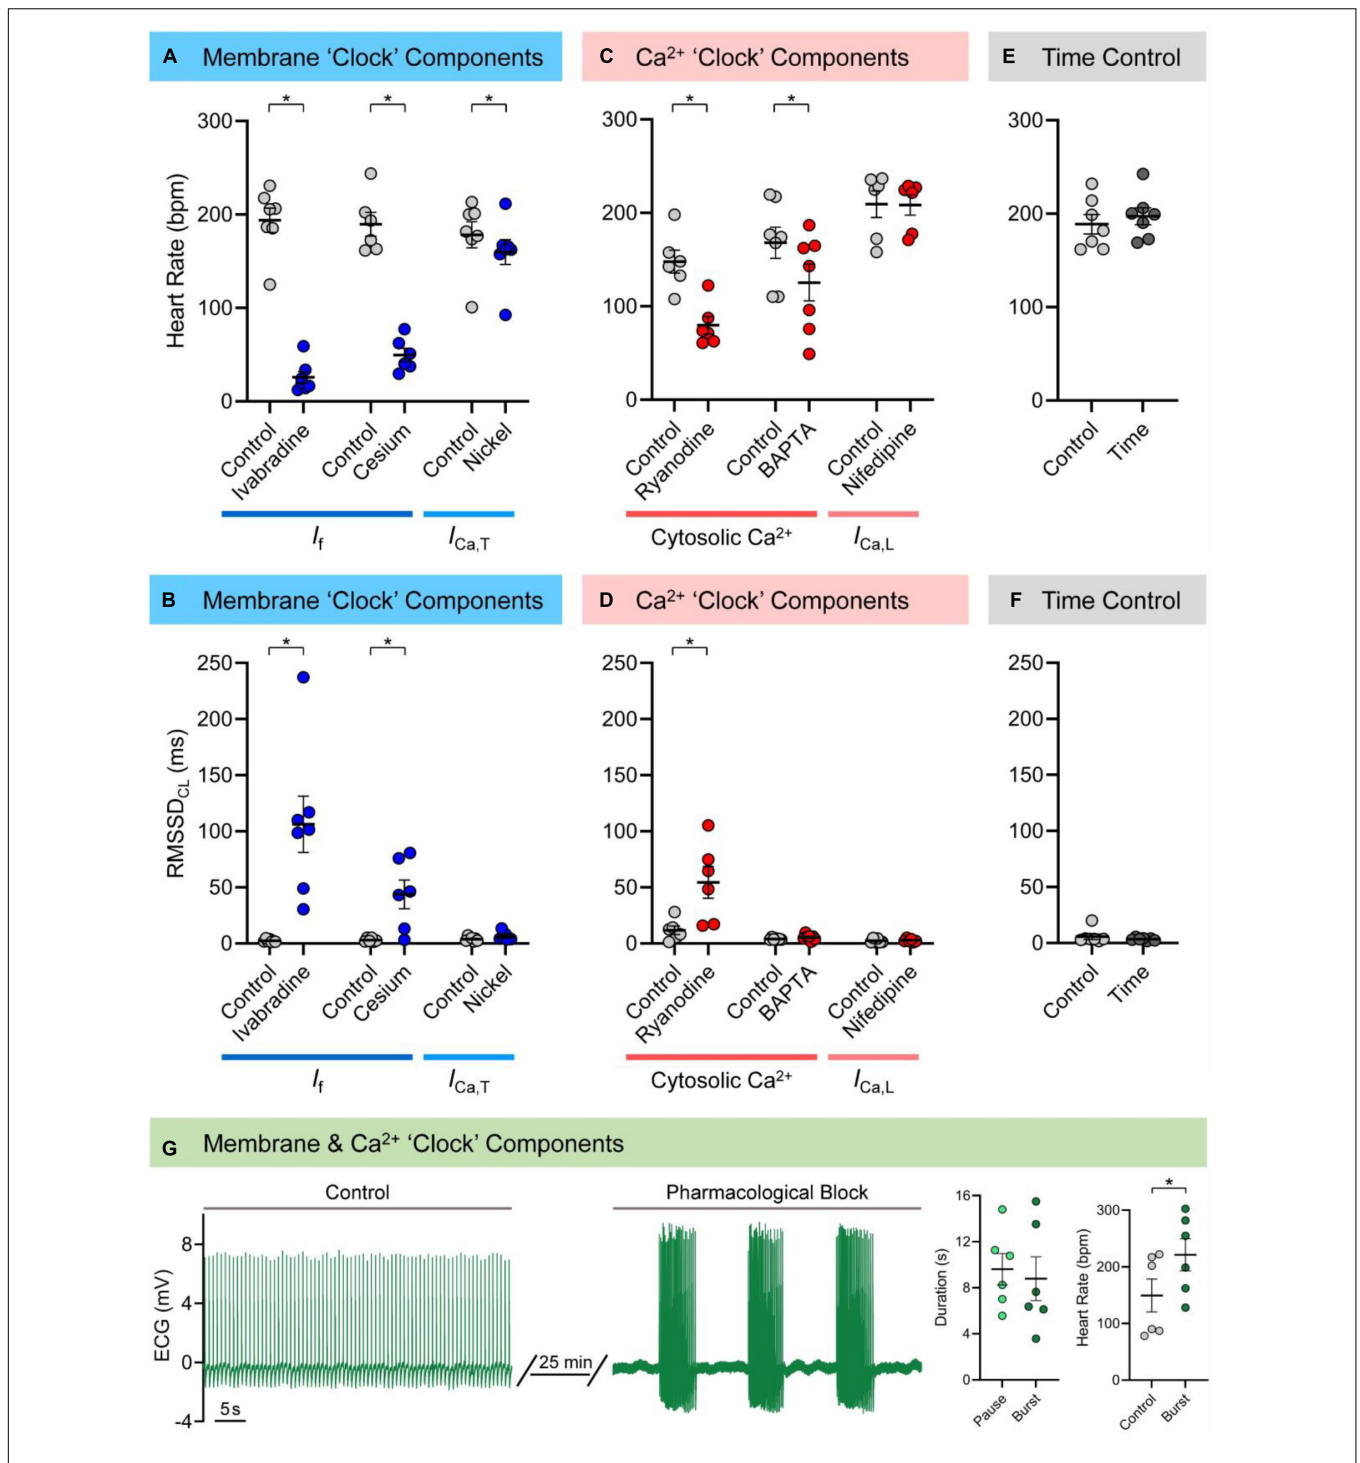 A Membrane 'Clock' Components
C Ca2+ 'Clock' Components
E Time Control
* * *
* *
Heart Rate (bpm)
300
200
100
0
300
200
100
0
300
200
100
0
Control
Ivabradine
Control
Cesium
Control
Nickel
Control
Ryanodine
Control
BAPTA
Control
Nifedipine
Control
Time
If
ICa,T
Cytosolic Ca2+
ICa,L
B Membrane 'Clock' Components
D Ca2+ 'Clock' Components
F Time Control
* *
*
RMSSDCL (ms)
250
200
150
100
50
0
250
200
150
100
50
0
250
200
150
100
50
0
Control
Ivabradine
Control
Cesium
Control
Nickel
Control
Ryanodine
Control
BAPTA
Control
Nifedipine
Control
Time
If
ICa,T
Cytosolic Ca2+
ICa,L
G Membrane & Ca2+ 'Clock' Components
Control
Pharmacological Block
ECG (mV)
8
4
0
-4
5s
25 min
Duration (s)
16
12
8
4
0
Pause
Burst
*
Heart Rate (bpm)
300
200
100
0
Control
Burst